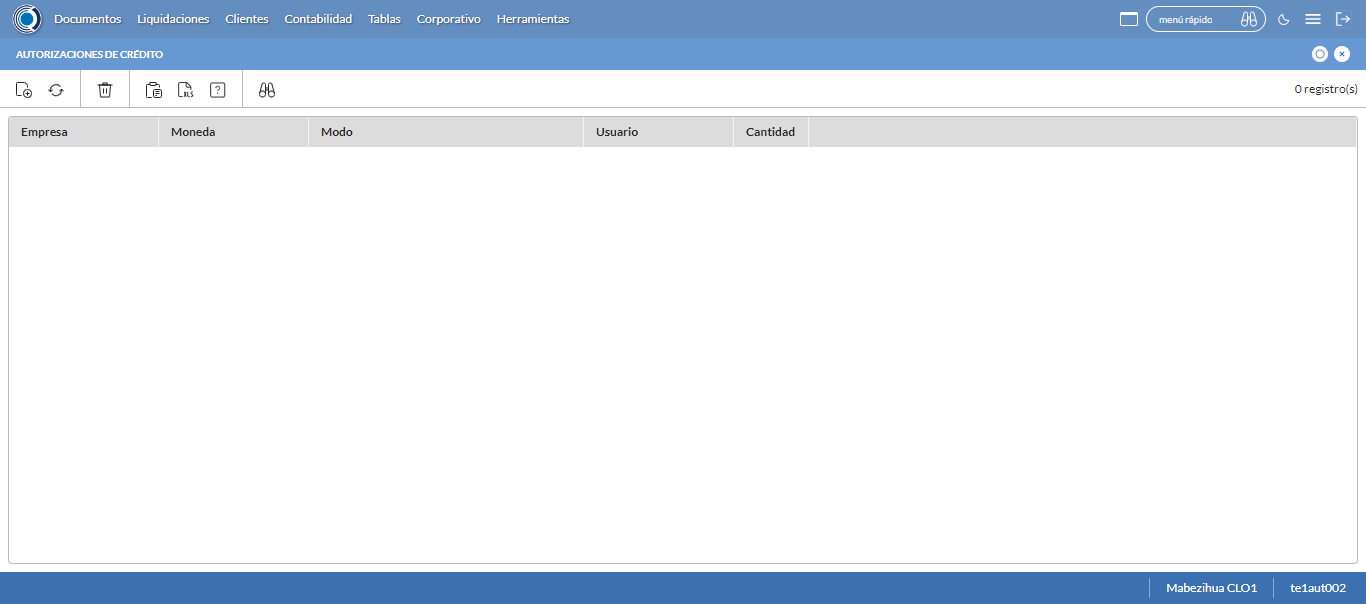 Documentos Liquidaciones Clientes Contabilidad Tablas Corporativo Herramientas menú rápido
AUTORIZACIONES DE CRÉDITO
XLS ? 0 registro(s)
Empresa Moneda Modo Usuario Cantidad
Mabezihua CLO1 te1aut002